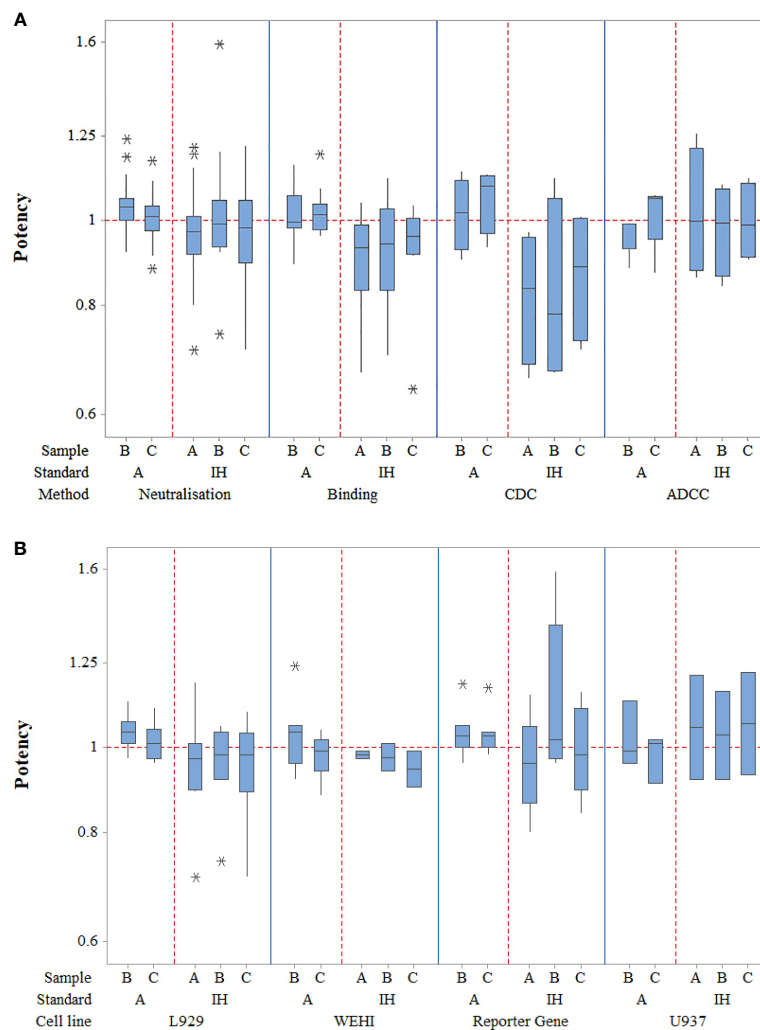 A
1.6
1.25
1
0.8
0.6
Potency
Sample B C A B C B C A B C B C A B C B C A B C
Standard A IH A IH A IH A IH
Method Neutralisation Binding CDC ADCC
B
1.6
1.25
1
0.8
0.6
Potency
Sample B C A B C B C A B C B C A B C B C A B C
Standard A IH A IH A IH A IH
Cell line L929 WEHI Reporter Gene U937